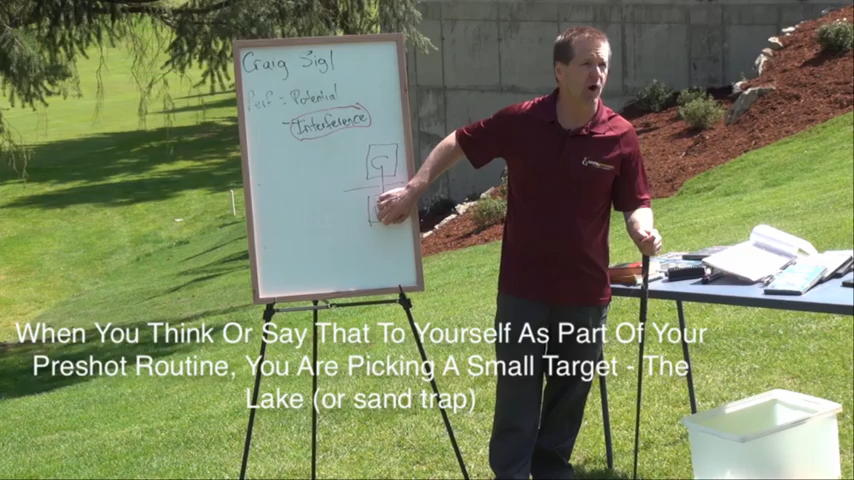 Craig Sigl
Perf = Potential
- Interference
C
When You Think Or Say That To Yourself As Part Of Your
Preshot Routine, You Are Picking A Small Target - The
Lake (or sand trap)